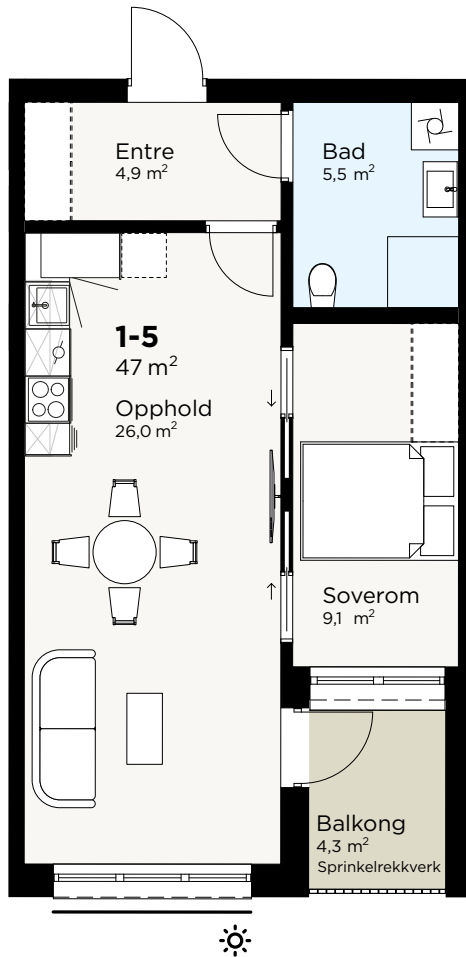 Entre
4,9 m²
Bad
5,5 m²
1-5
47 m²
Opphold
26,0 m²
Soverom
9,1 m²
Balkong
4,3 m²
Sprinkelrekkverk